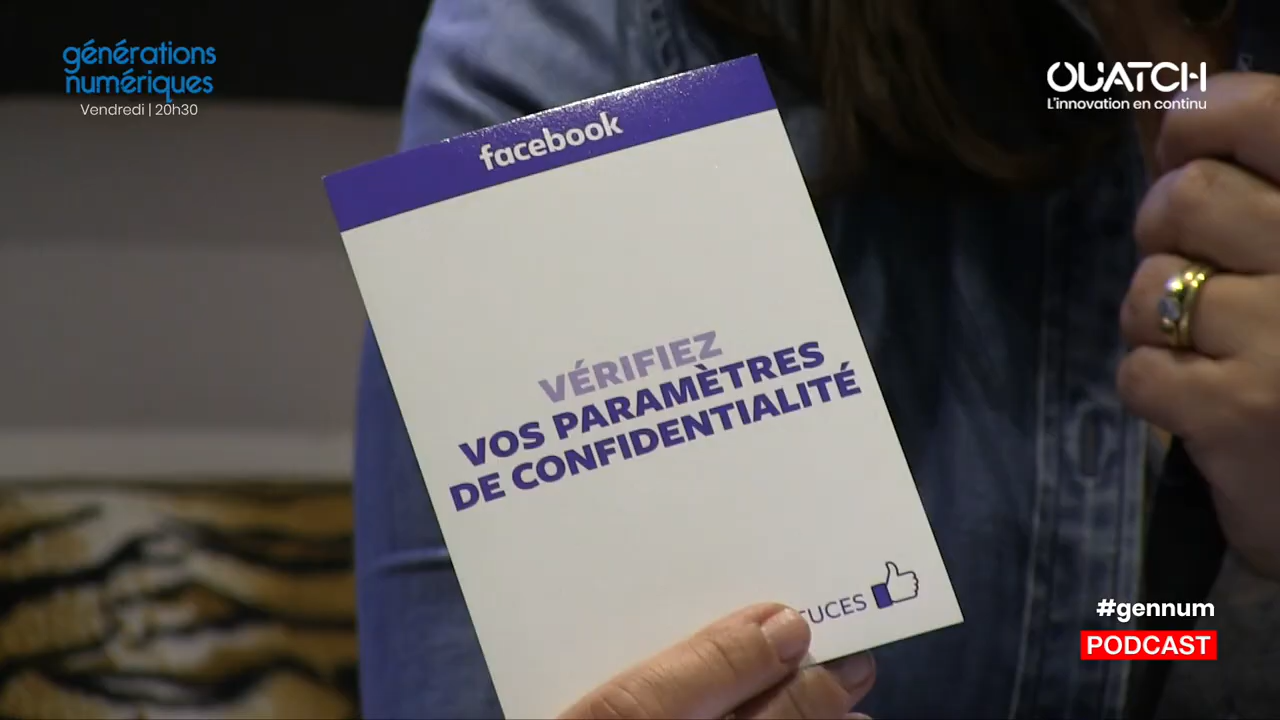 générations
numériques
Vendredi | 20h30
OUATCH
L'innovation en continu
facebook
VÉRIFIEZ
VOS PARAMÈTRES
DE CONFIDENTIALITÉ
#gennum
PODCAST